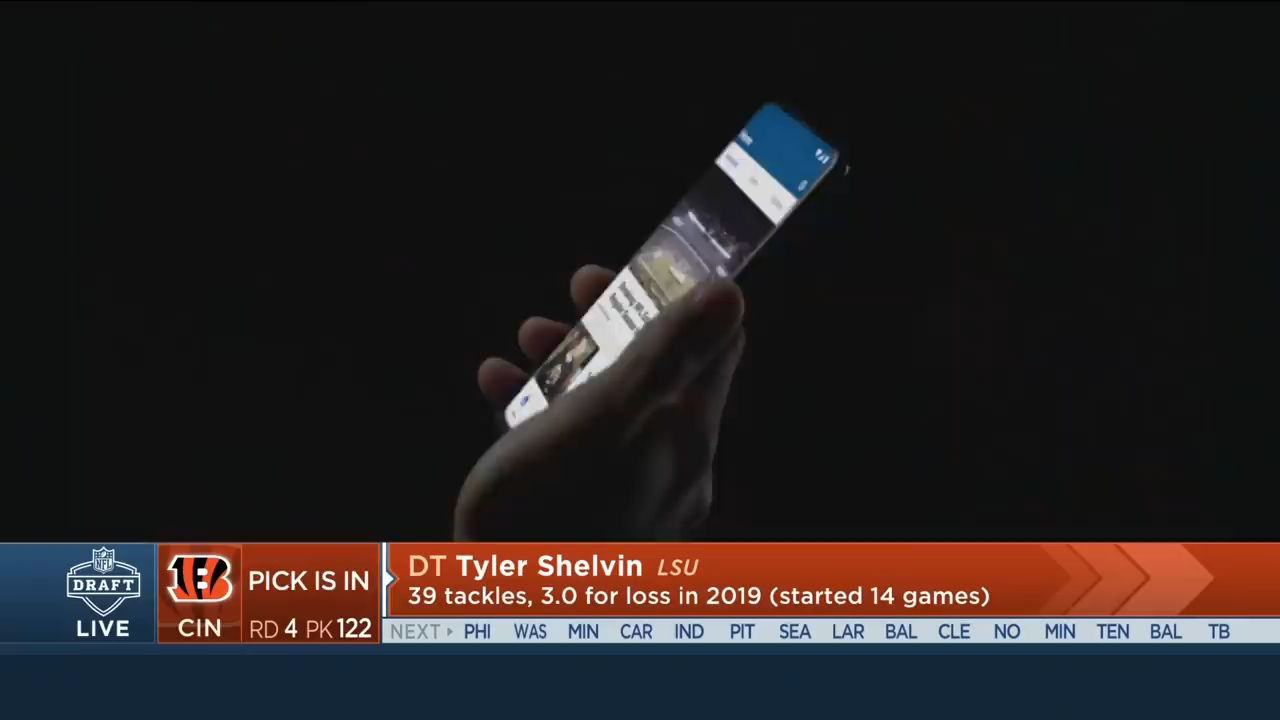 NFL
DRAFT
LIVE
B
CIN
PICK IS IN
RD 4 PK 122
DT Tyler Shelvin LSU
39 tackles, 3.0 for loss in 2019 (started 14 games)
NEXT PHI WAS MIN CAR IND PIT SEA LAR BAL CLE NO MIN TEN BAL TB